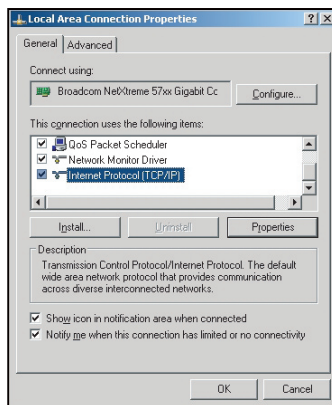 Local Area Connection Properties
General Advanced
Connect using:
Broadcom NetXtreme 57xx Gigabit Cc
Configure...
This connection uses the following items:
QoS Packet Scheduler
Network Monitor Driver
Internet Protocol (TCP/IP)
Install... Uninstall Properties
Description
Transmission Control Protocol/Internet Protocol. The default
wide area network protocol that provides communication
across diverse interconnected networks.
Show icon in notification area when connected
Notify me when this connection has limited or no connectivity
OK Cancel